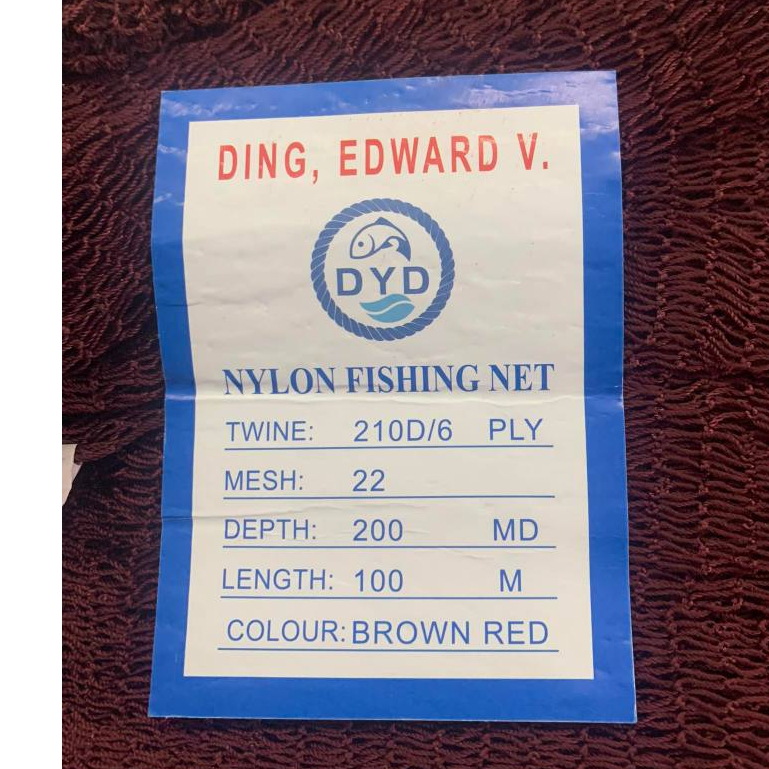 DING, EDWARD V.
DYD
NYLON FISHING NET
TWINE: 210D/6 PLY
MESH: 22
DEPTH: 200 MD
LENGTH: 100 M
COLOUR: BROWN RED